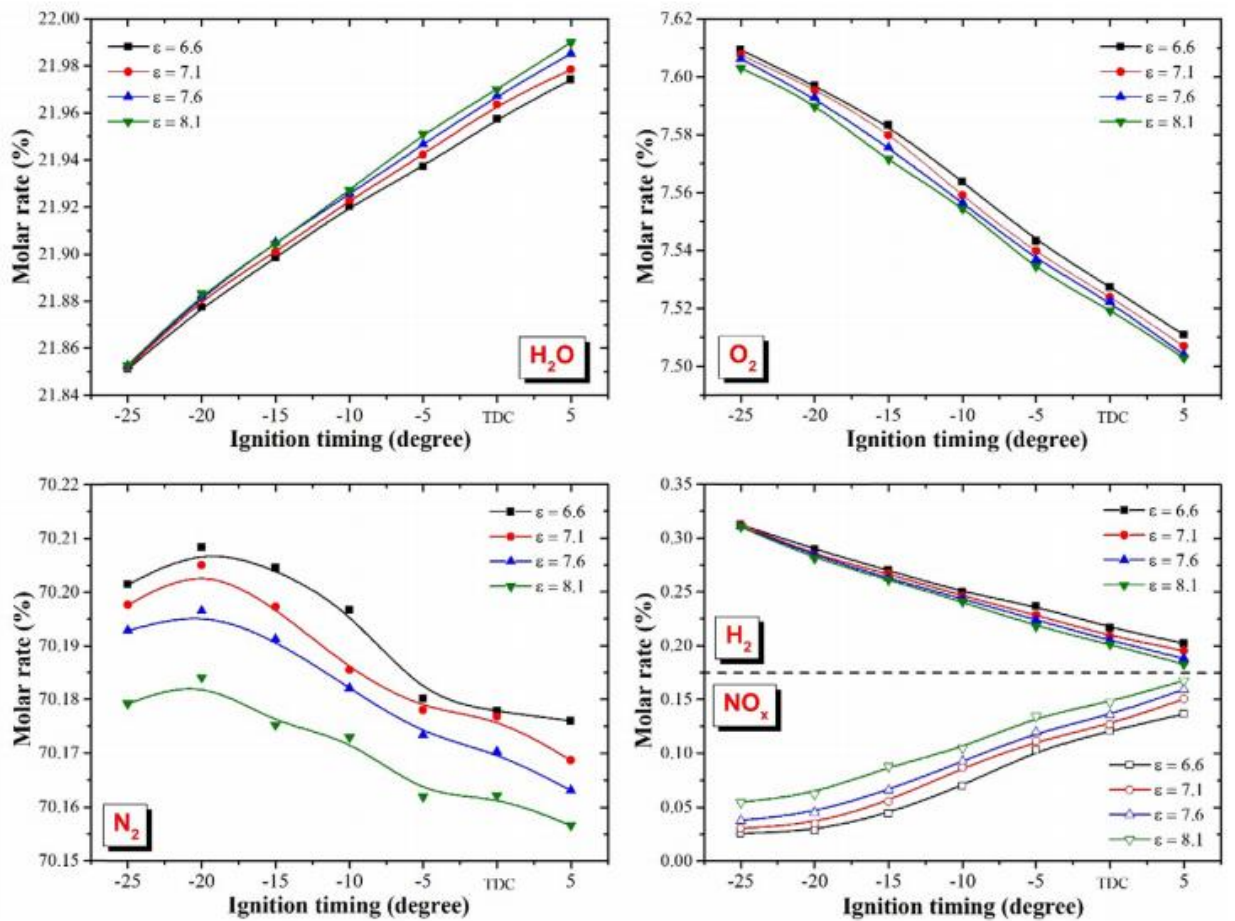 22.00
21.98
21.96
21.94
21.92
21.90
21.88
21.86
21.84
Molar rate (%)
ε = 6.6
ε = 7.1
ε = 7.6
ε = 8.1
H2O
-25 -20 -15 -10 -5 TDC 5
Ignition timing (degree)
7.62
7.60
7.58
7.56
7.54
7.52
7.50
Molar rate (%)
ε = 6.6
ε = 7.1
ε = 7.6
ε = 8.1
O2
-25 -20 -15 -10 -5 TDC 5
Ignition timing (degree)
70.22
70.21
70.20
70.19
70.18
70.17
70.16
70.15
Molar rate (%)
ε = 6.6
ε = 7.1
ε = 7.6
ε = 8.1
N2
-25 -20 -15 -10 -5 TDC 5
Ignition timing (degree)
0.35
0.30
0.25
0.20
0.15
0.10
0.05
0.00
Molar rate (%)
ε = 6.6
ε = 7.1
ε = 7.6
ε = 8.1
H2
NOx
ε = 6.6
ε = 7.1
ε = 7.6
ε = 8.1
-25 -20 -15 -10 -5 TDC 5
Ignition timing (degree)